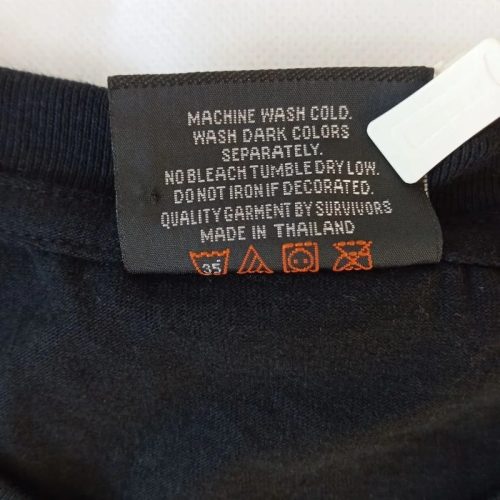 MACHINE WASH COLD.
WASH DARK COLORS
SEPARATELY.
NO BLEACH TUMBLE DRY LOW.
DO NOT IRON IF DECORATED.
QUALITY GARMENT BY SURVIVORS
MADE IN THAILAND
35°